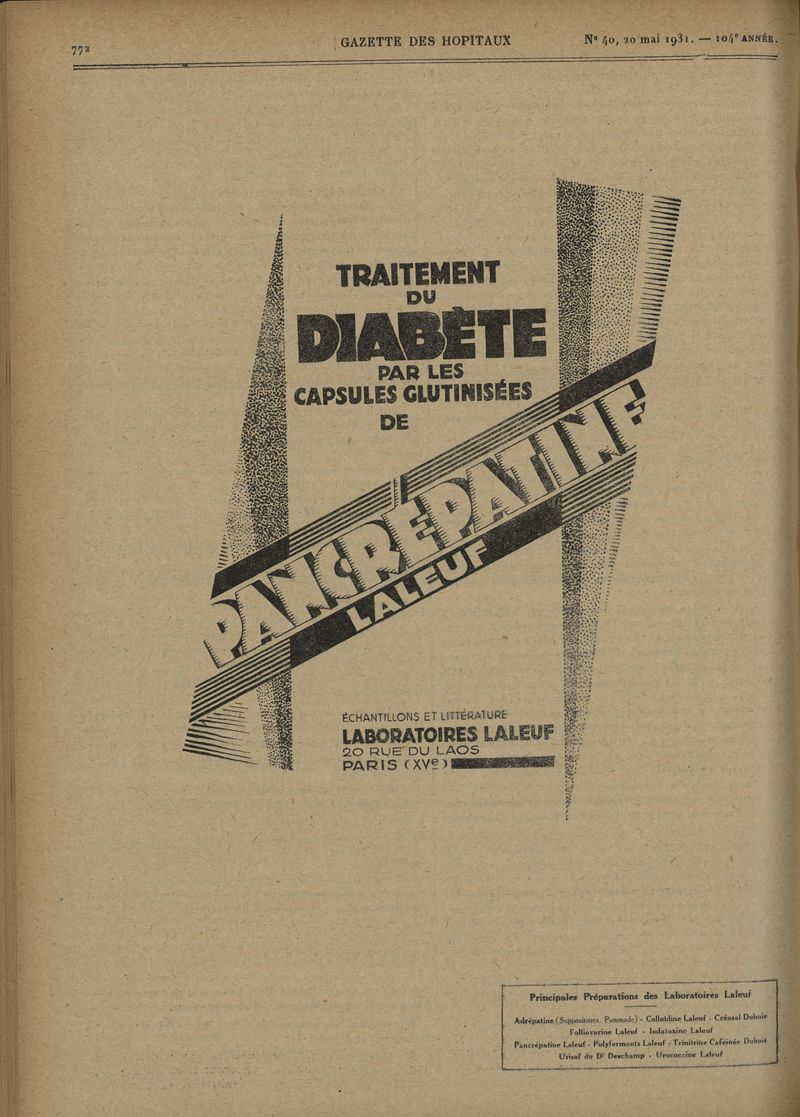 772
GAZETTE DES HOPITAUX
Nº 40, 20 mai 1931. — 104e ANNÉE.
TRAITEMENT
DU
DIABÈTE
PAR LES
CAPSULES GLUTINISÉES
DE
PANCRÉPATINE
LALEUF
ÉCHANTILLONS ET LITTÉRATURE
LABORATOIRES LALEUF
20 RUE DU LAOS
PARIS (XVe)
Principales Préparations des Laboratoires Laleuf
Adrépatine (Suppositoires, Pommade) - Colloïdine Laleuf - Créosal Dubois
Folliovarine Laleuf - Iodatoxine Laleuf
Pancrépatine Laleuf - Polyferments Laleuf - Trinitrine Caféinée Dubois
Urisal du Dr Deschamp - Urococcine Laleuf